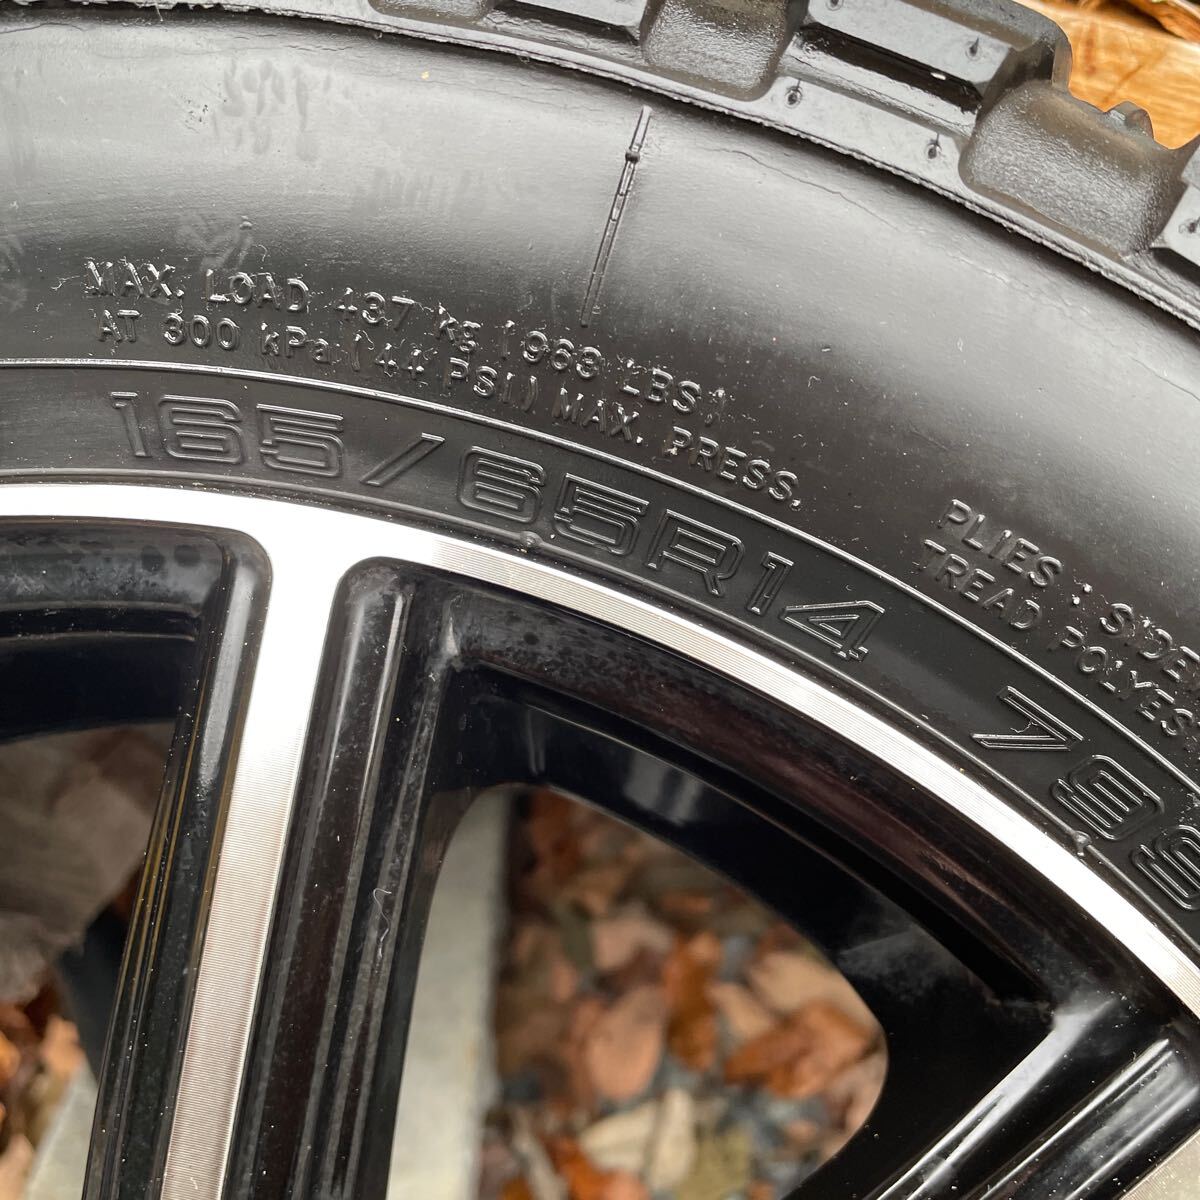 MAX. LOAD 437 kg (963 LBS)
AT 300 kPa (44 PSI) MAX. PRESS.
165/65R14 79S
PLIES : SIDE
TREAD POLYES